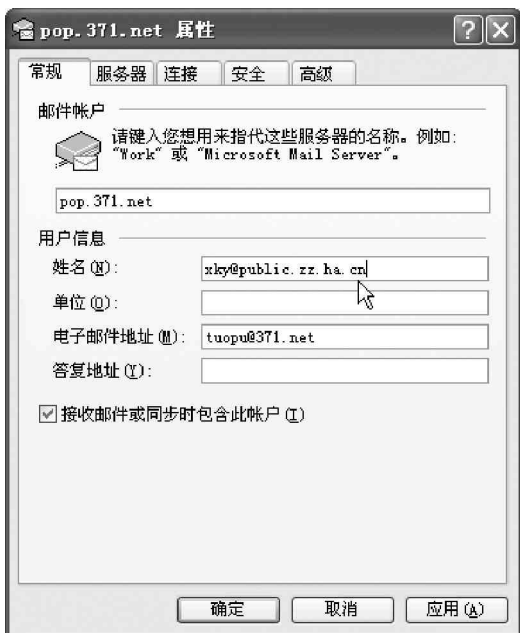 pop.371.net 属性
常规 服务器 连接 安全 高级
邮件帐户
请键入您想用来指代这些服务器的名称。例如:
"Work" 或 "Microsoft Mail Server"。
pop.371.net
用户信息
姓名(N): xky@public.zz.ha.cn
单位(O):
电子邮件地址(M): tuopu@371.net
答复地址(Y):
接收邮件或同步时包含此帐户(I)
确定 取消 应用(A)